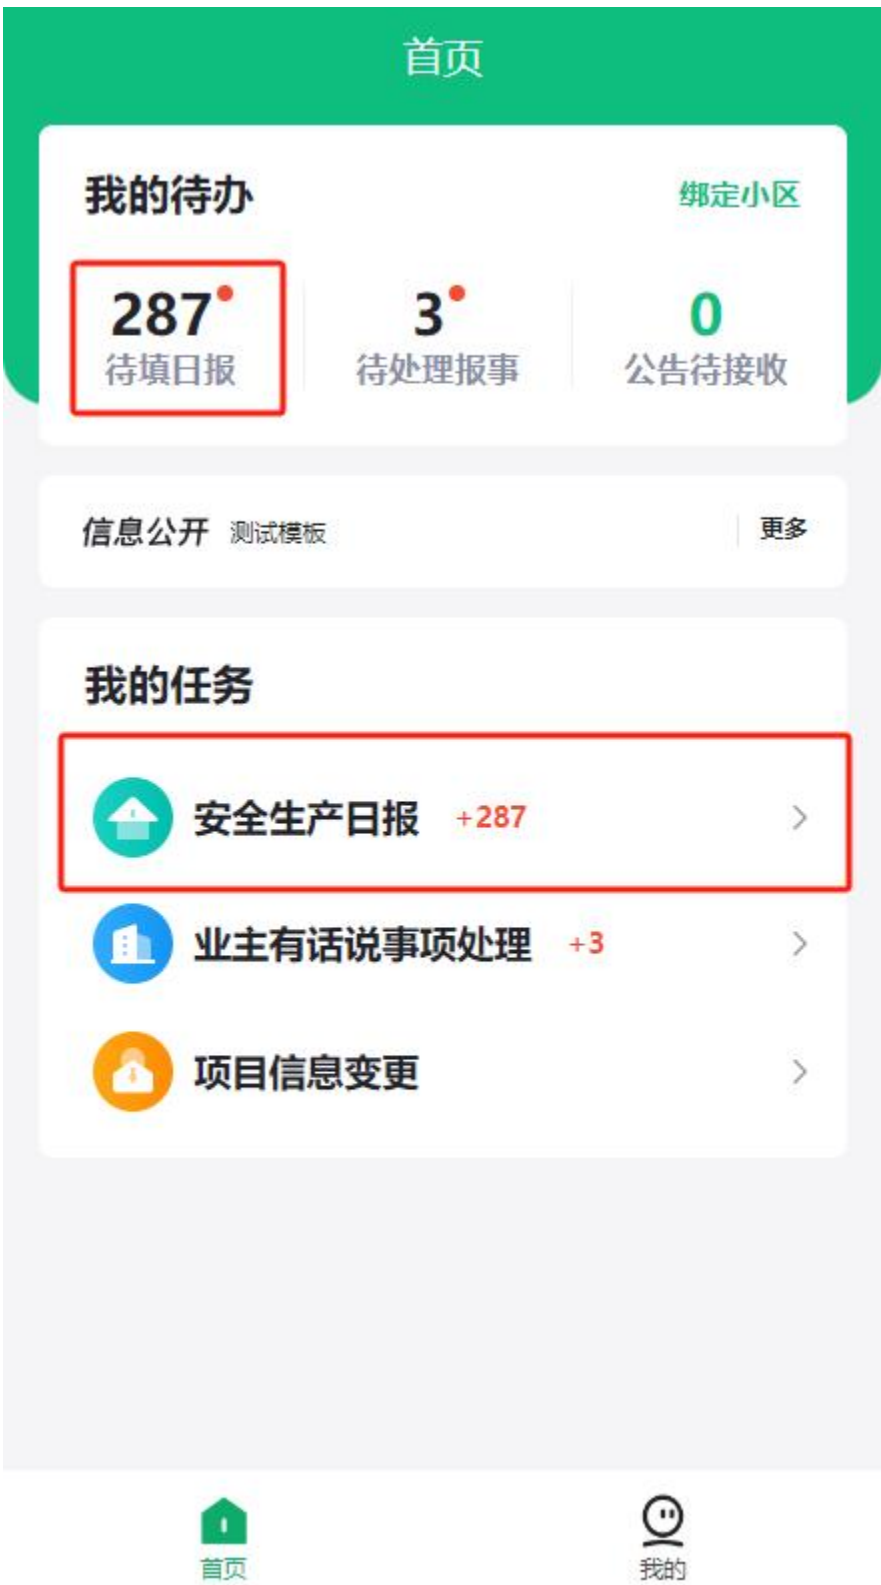 首页
我的待办
绑定小区
287
3
0
待填日报
待处理报事
公告待接收
信息公开 测试模板
更多
我的任务
安全生产日报 +287
业主有话说事项处理 +3
项目信息变更
首页
我的